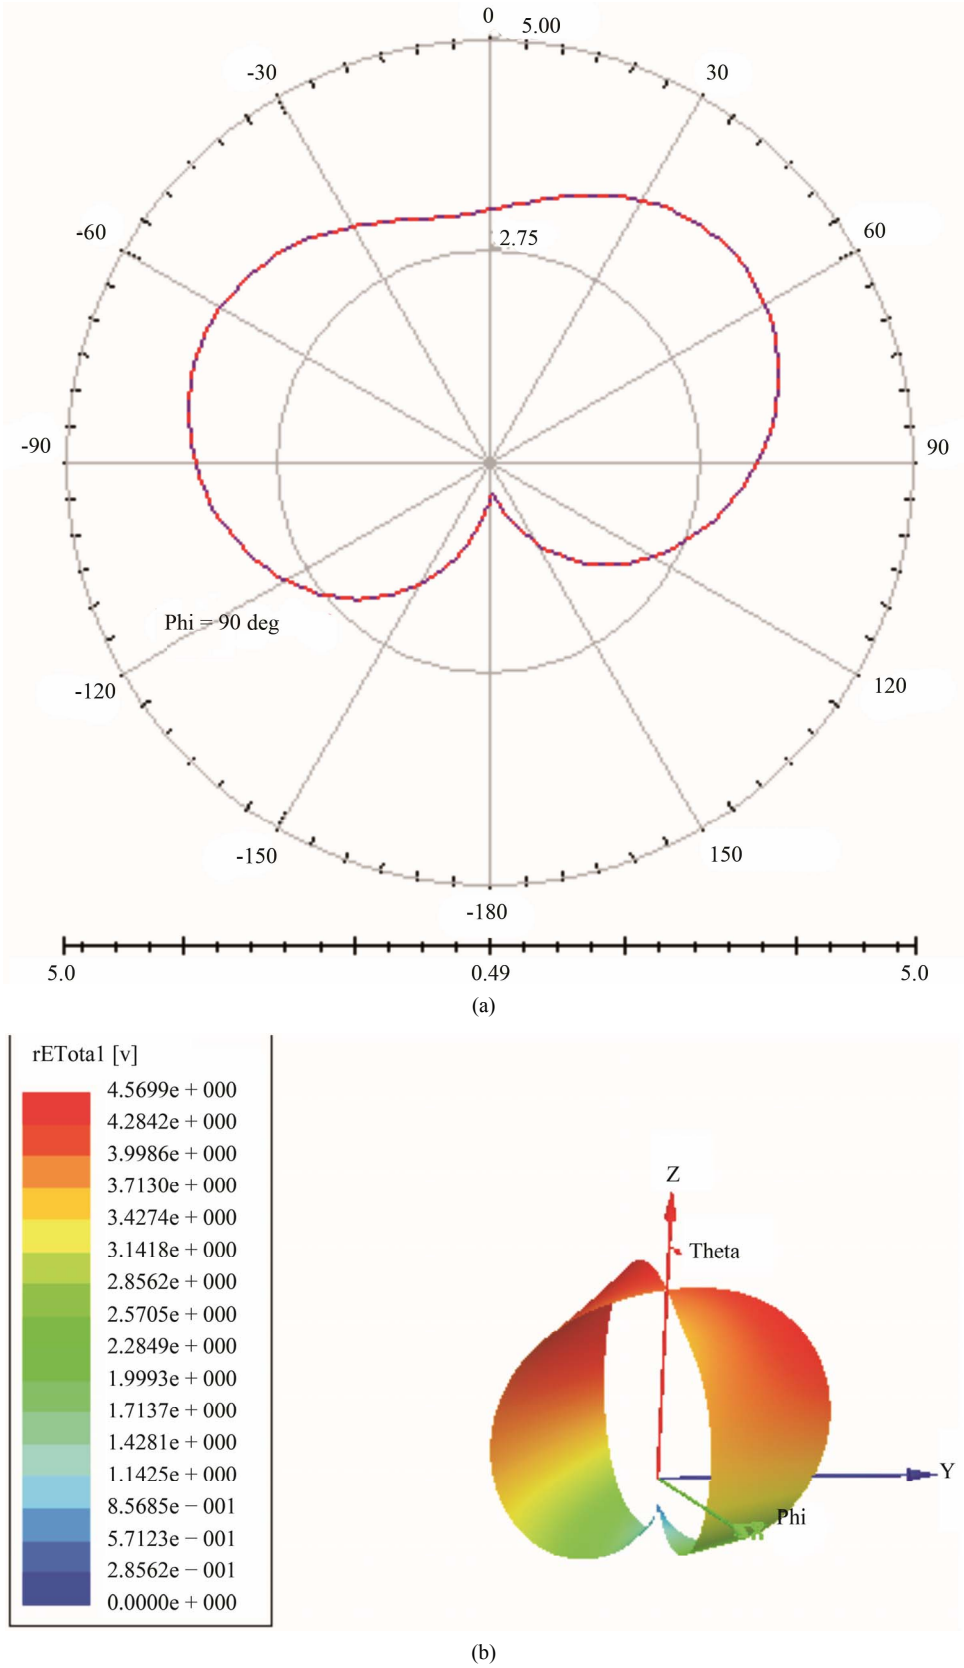 0
5.00
-30
30
-60
60
2.75
-90
90
Phi = 90 deg
-120
120
-150
150
-180
5.0 0.49 5.0
(a)
rETota1 [v]
4.5699e + 000
4.2842e + 000
3.9986e + 000
3.7130e + 000
3.4274e + 000
3.1418e + 000
2.8562e + 000
2.5705e + 000
2.2849e + 000
1.9993e + 000
1.7137e + 000
1.4281e + 000
1.1425e + 000
8.5685e − 001
5.7123e − 001
2.8562e − 001
0.0000e + 000
Z
Theta
Y
Phi
(b)